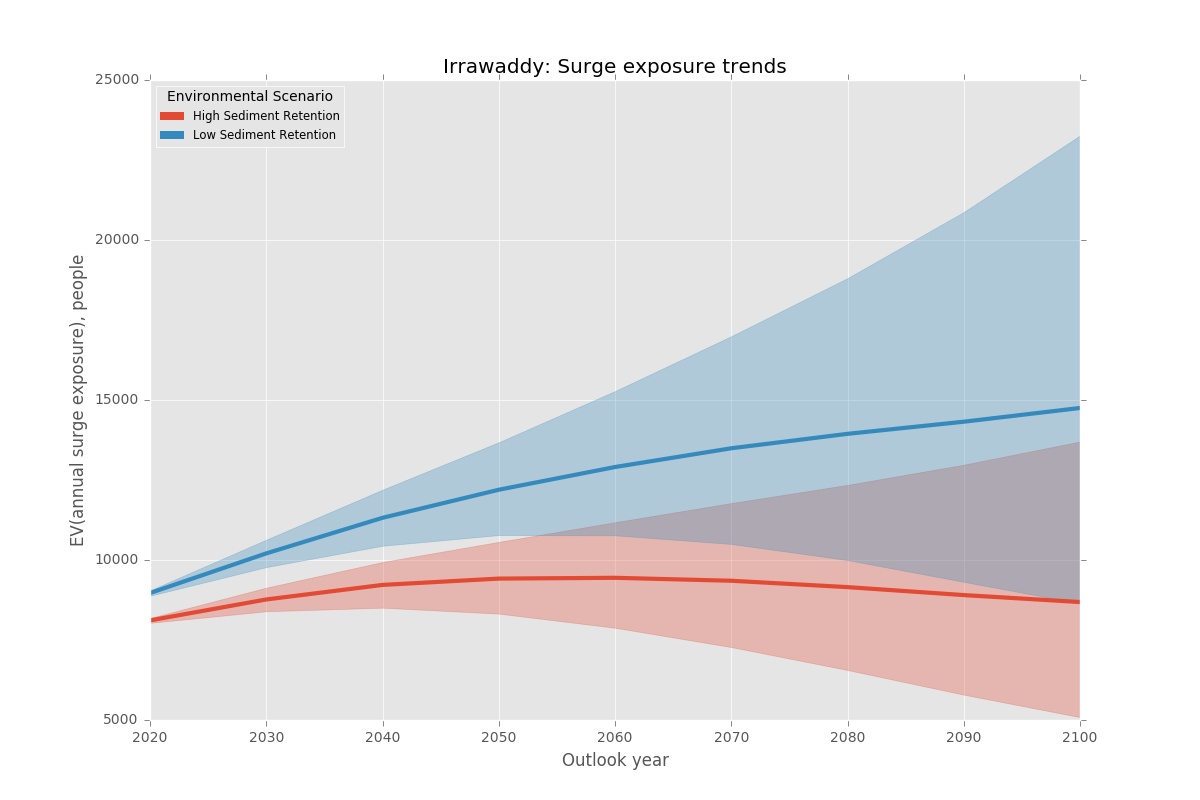 Irrawaddy: Surge exposure trends
Environmental Scenario
High Sediment Retention
Low Sediment Retention
EV(annual surge exposure), people
25000
20000
15000
10000
5000
2020 2030 2040 2050 2060 2070 2080 2090 2100
Outlook year